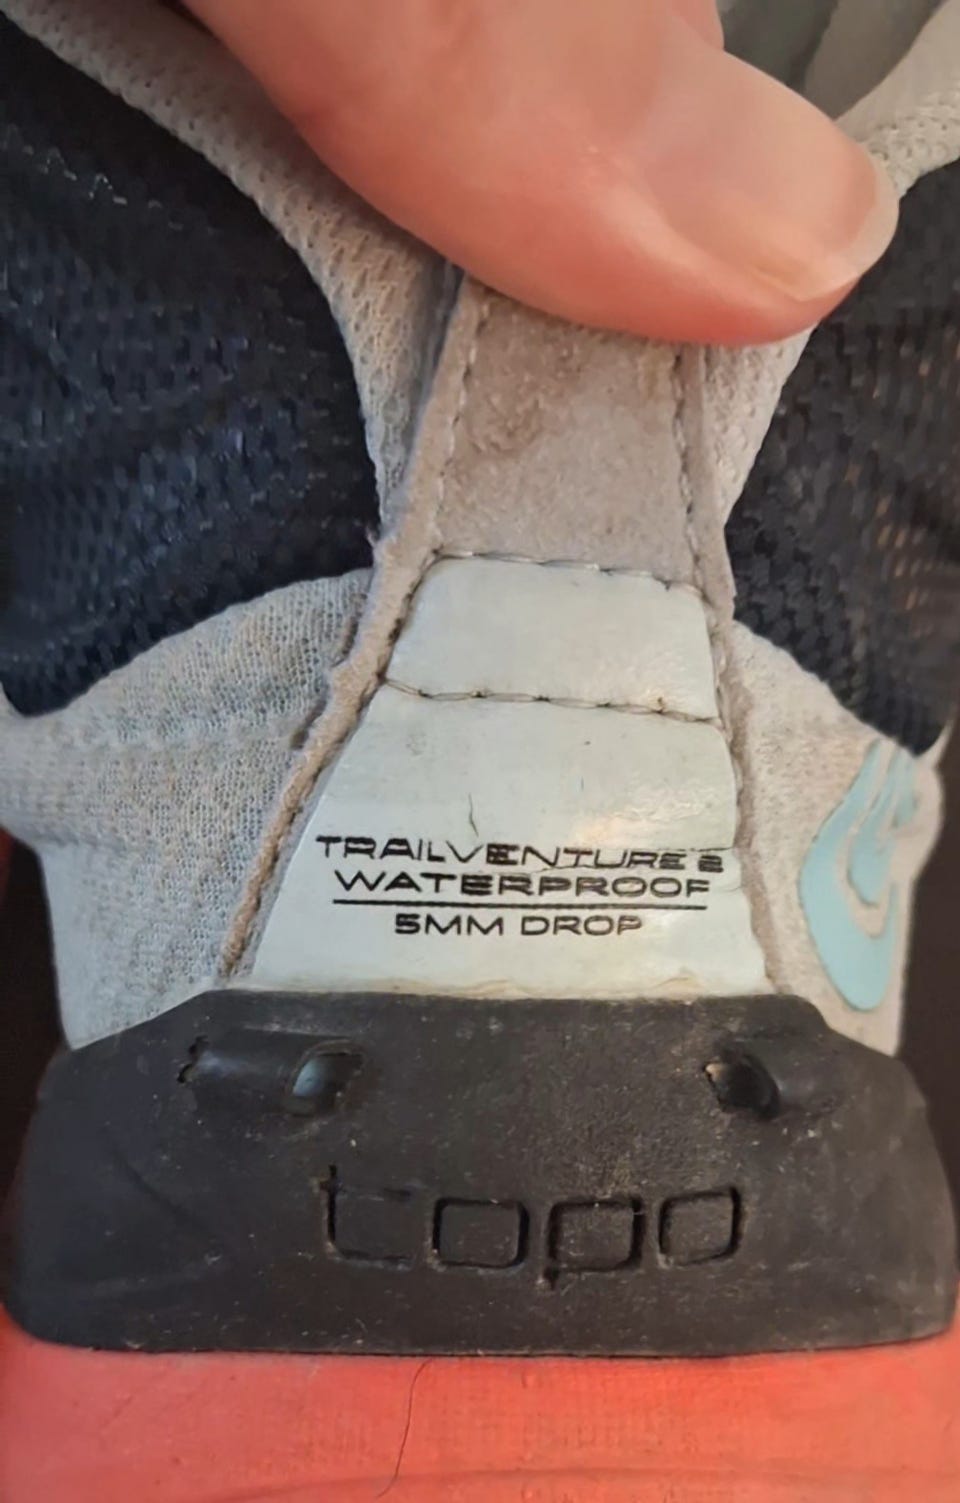 TRAILVENTURE 2
WATERPROOF
5MM DROP
topo